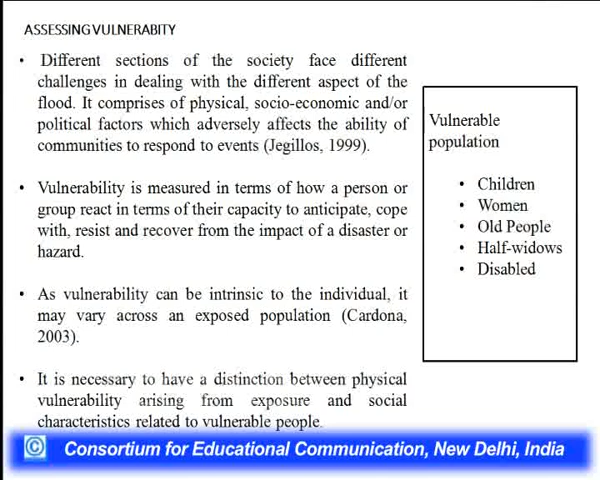 ASSESSING VULNERABITY
• Different sections of the society face different
challenges in dealing with the different aspect of the
flood. It comprises of physical, socio-economic and/or
political factors which adversely affects the ability of
communities to respond to events (Jegillos, 1999).
• Vulnerability is measured in terms of how a person or
group react in terms of their capacity to anticipate, cope
with, resist and recover from the impact of a disaster or
hazard.
• As vulnerability can be intrinsic to the individual, it
may vary across an exposed population (Cardona,
2003).
• It is necessary to have a distinction between physical
vulnerability arising from exposure and social
characteristics related to vulnerable people.
Vulnerable
population
• Children
• Women
• Old People
• Half-widows
• Disabled
© Consortium for Educational Communication, New Delhi, India